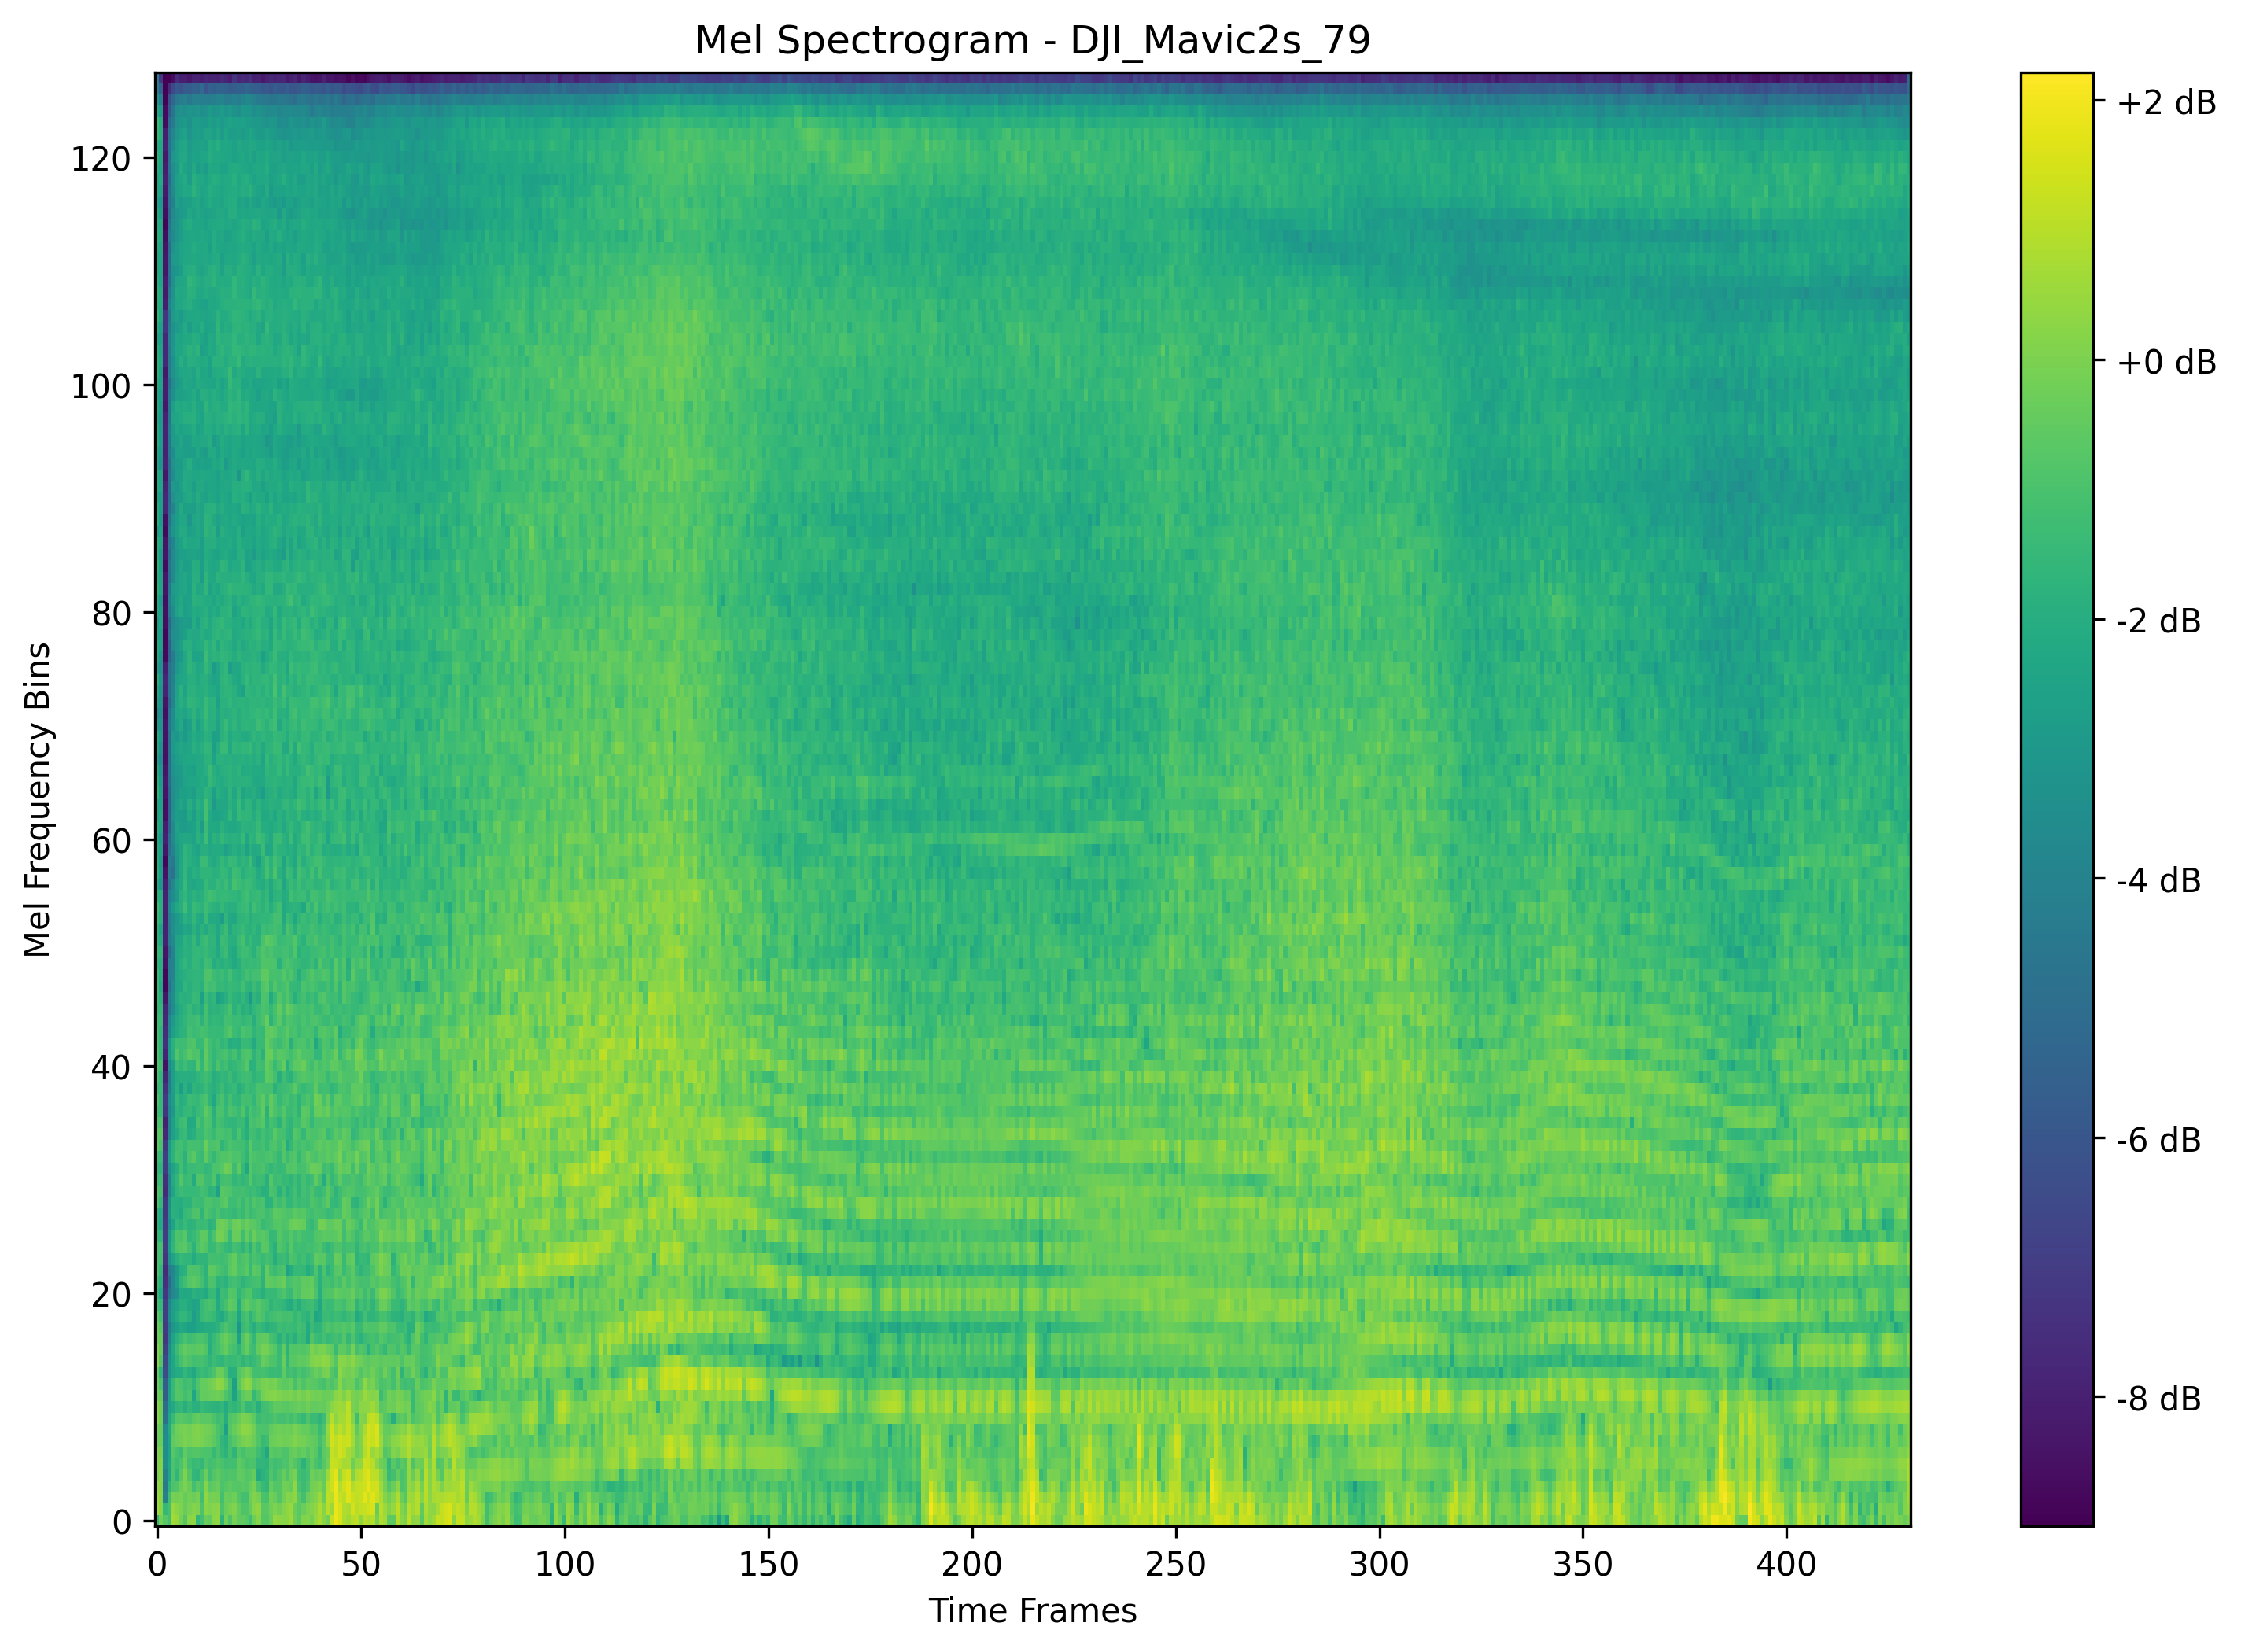 Mel Spectrogram - DJI_Mavic2s_79
+2 dB
+0 dB
-2 dB
-4 dB
-6 dB
-8 dB
120
100
80
60
40
20
0
Mel Frequency Bins
0 50 100 150 200 250 300 350 400
Time Frames